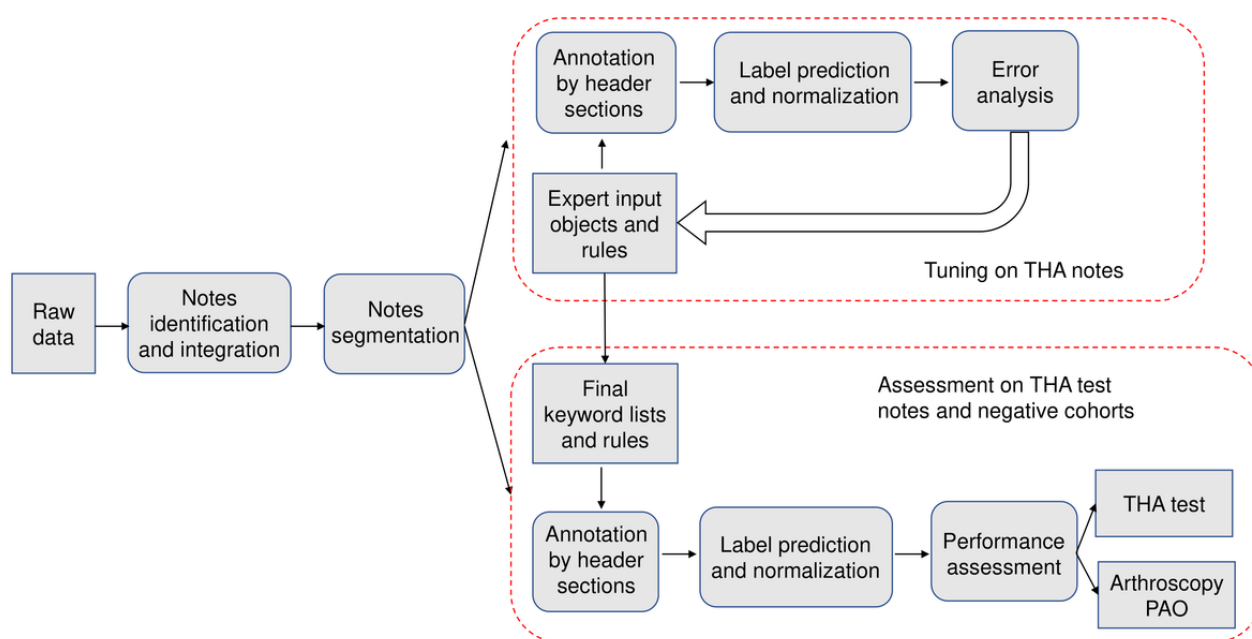 Raw
data
Notes
identification
and integration
Notes
segmentation
Annotation
by header
sections
Label prediction
and normalization
Error
analysis
Expert input
objects and
rules
Tuning on THA notes
Final
keyword lists
and rules
Assessment on THA test
notes and negative cohorts
Annotation
by header
sections
Label prediction
and normalization
Performance
assessment
THA test
Arthroscopy
PAO